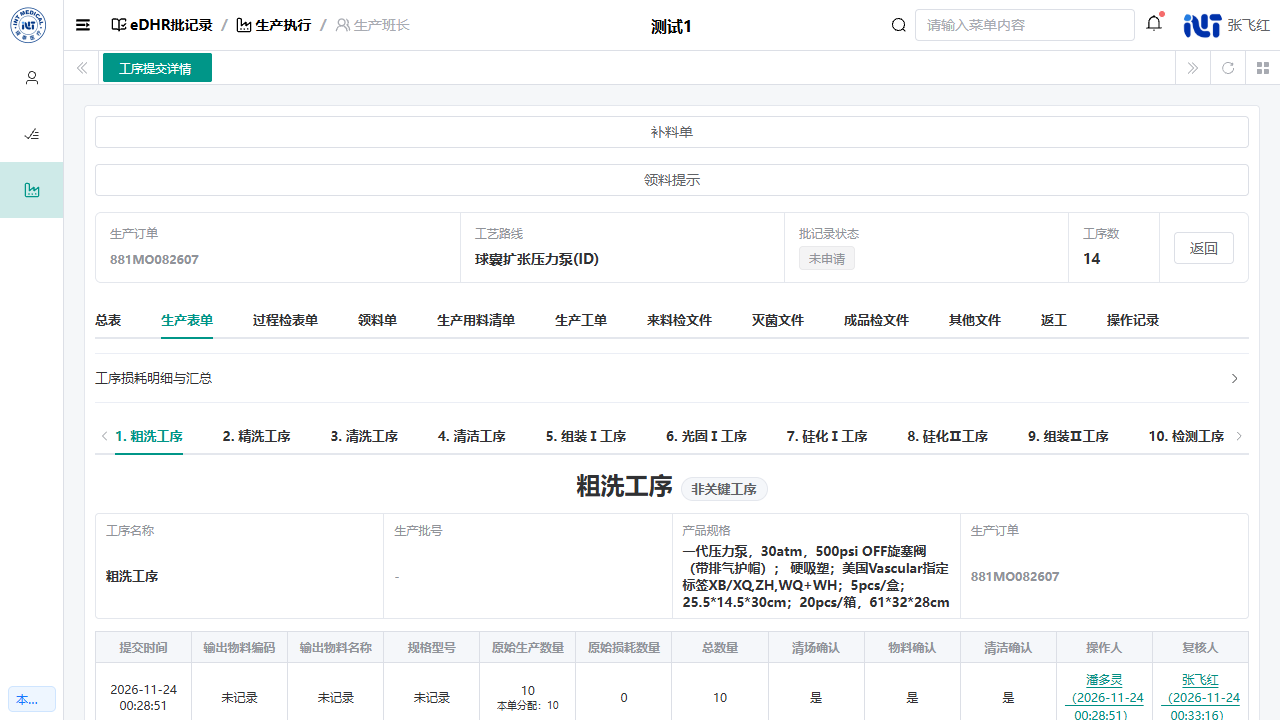 eDHR批记录 / 生产执行 / 生产班长
测试1
请输入菜单内容
张飞红
工序提交详情
补料单
领料提示
生产订单
881MO082607
工艺路线
球囊扩张压力泵(ID)
批记录状态
未申请
工序数
14
返回
总表 生产表单 过程检表单 领料单 生产用料清单 生产工单 来料检文件 灭菌文件 成品检文件 其他文件 返工 操作记录
工序损耗明细与汇总
1. 粗洗工序 2. 精洗工序 3. 清洗工序 4. 清洁工序 5. 组装Ⅰ工序 6. 光固Ⅰ工序 7. 硅化Ⅰ工序 8. 硅化Ⅱ工序 9. 组装Ⅱ工序 10. 检测工序
粗洗工序 非关键工序
工序名称
粗洗工序
生产批号
-
产品规格
一代压力泵，30atm，500psi OFF旋塞阀
（带排气护帽）； 硬吸塑；美国Vascular指定
标签XB/XQ,ZH,WQ+WH；5pcs/盒；
25.5*14.5*30cm；20pcs/箱，61*32*28cm
生产订单
881MO082607
提交时间 输出物料编码 输出物料名称 规格型号 原始生产数量 原始损耗数量 总数量 清场确认 物料确认 清洁确认 操作人 复核人
2026-11-24
00:28:51
未记录
未记录
未记录
10
本单分配：10
0
10
是
是
是
潘多灵
（2026-11-24
00:28:51）
张飞红
（2026-11-24
00:33:16）
本...